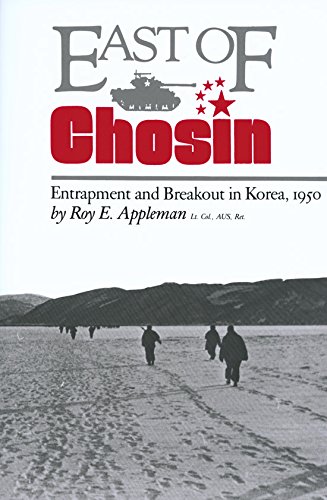 EAST OF
Chosin
Entrapment and Breakout in Korea, 1950
by Roy E. Appleman Lt. Col., AUS, Ret.